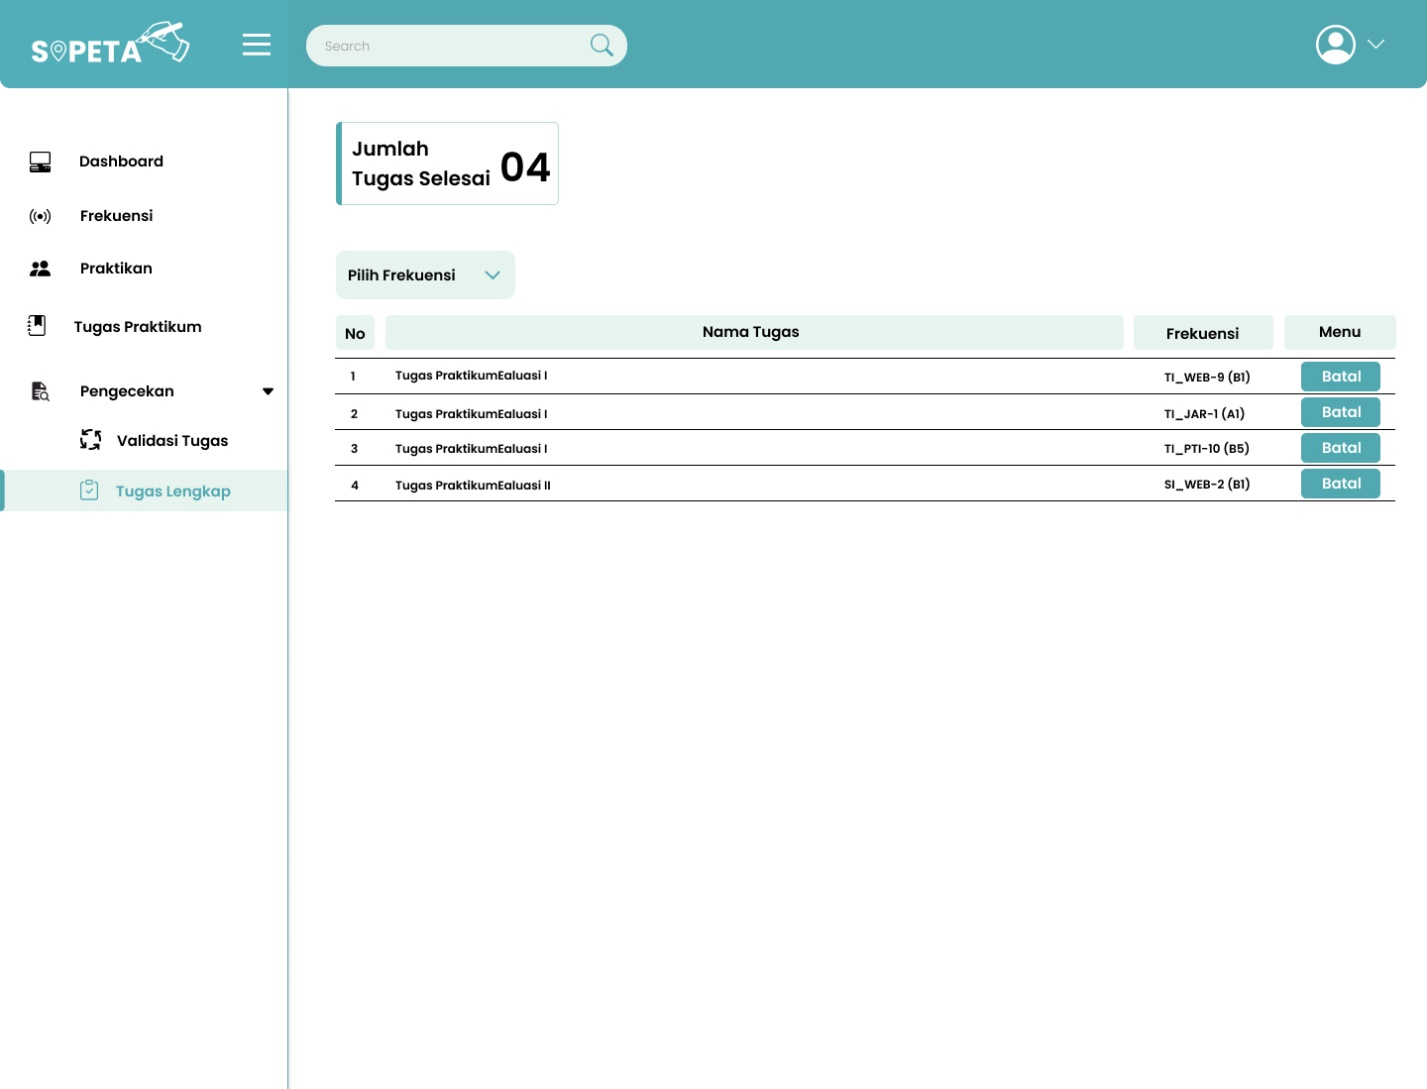 SOPETA
Search
Dashboard
Frekuensi
Praktikan
Tugas Praktikum
Pengecekan
Validasi Tugas
Tugas Lengkap
Jumlah
Tugas Selesai 04
Pilih Frekuensi
No Nama Tugas Frekuensi Menu
1 Tugas PraktikumEaluasi I TI_WEB-9 (B1) Batal
2 Tugas PraktikumEaluasi I TI_JAR-1 (A1) Batal
3 Tugas PraktikumEaluasi I TI_PTI-10 (B5) Batal
4 Tugas PraktikumEaluasi II SI_WEB-2 (B1) Batal